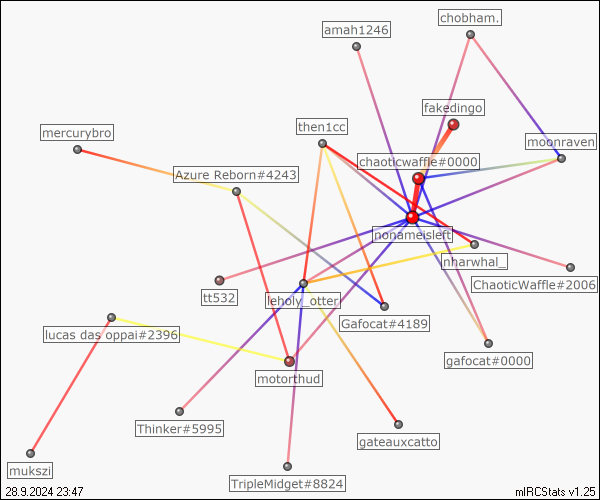 chobham.
amah1246
fakedingo
then1cc
mercurybro
moonraven
chaoticwaffle#0000
Azure Reborn#4243
nonameisleft
nharwhal_
ChaoticWaffle#2006
tt532
leholy_otter
Gafocat#4189
lucas das oppai#2396
gafocat#0000
motorthud
Thinker#5995
gateauxcatto
mukszi
TripleMidget#8824
28.9.2024 23:47
mIRCStats v1.25